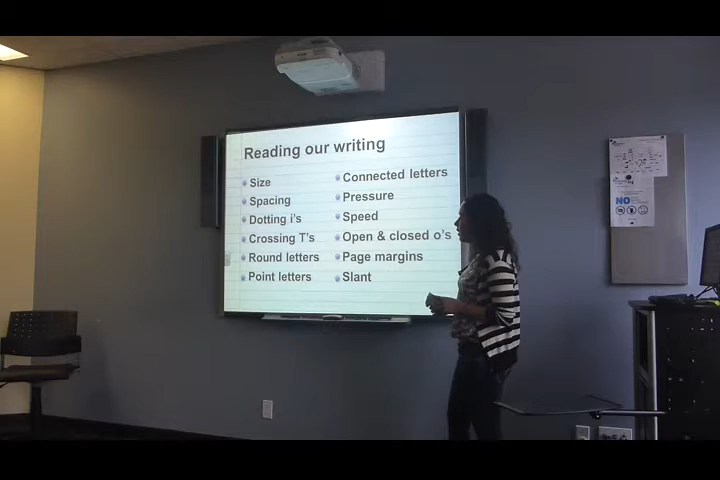 Reading our writing
Size
Spacing
Dotting i's
Crossing T's
Round letters
Point letters
Connected letters
Pressure
Speed
Open & closed o's
Page margins
Slant
NO